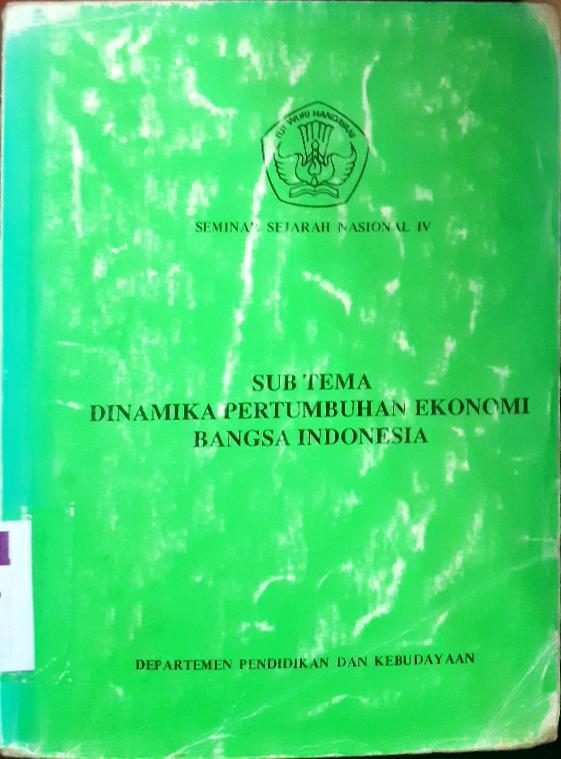 TUT WURI HANDAYANI
SEMINAR SEJARAH NASIONAL IV
SUB TEMA
DINAMIKA PERTUMBUHAN EKONOMI
BANGSA INDONESIA
DEPARTEMEN PENDIDIKAN DAN KEBUDAYAAN